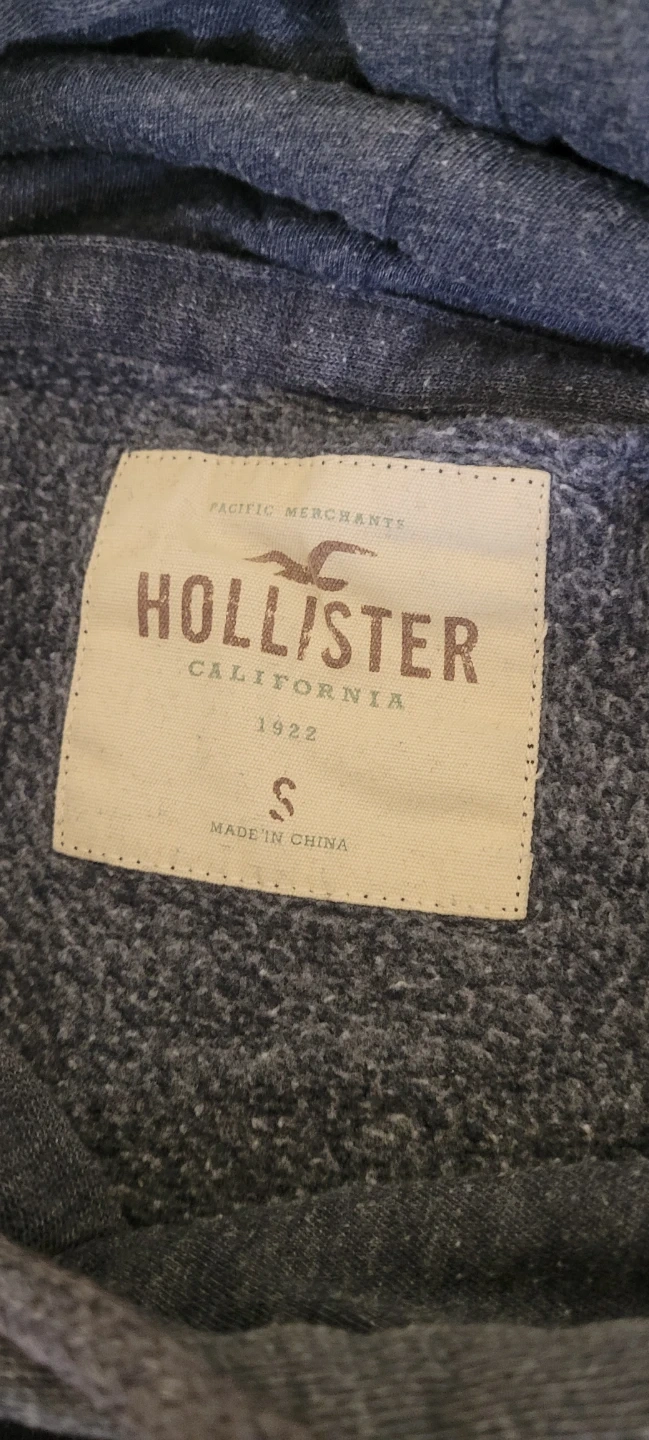 PACIFIC MERCHANTS
HOLLISTER
CALIFORNIA
1922
S
MADE IN CHINA